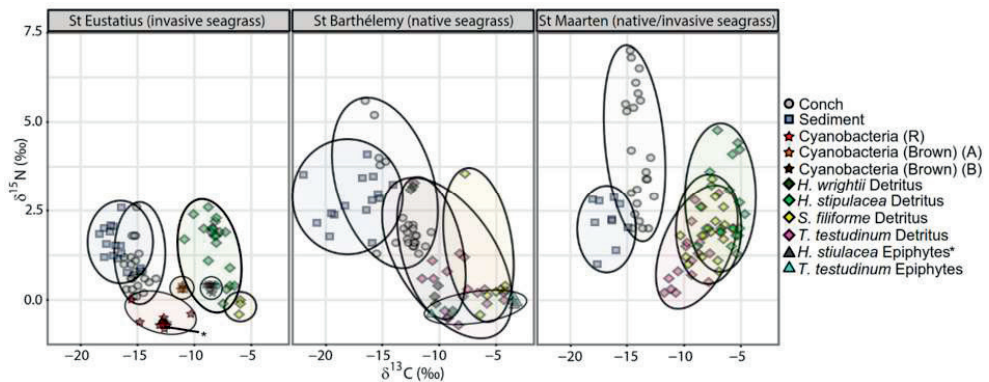 St Eustatius (invasive seagrass)
St Barthélemy (native seagrass)
St Maarten (native/invasive seagrass)
7.5
5.0
2.5
0.0
δ15N (‰)
−20 −15 −10 −5
−20 −15 −10 −5
−20 −15 −10 −5
δ13C (‰)
*
Conch
Sediment
Cyanobacteria (R)
Cyanobacteria (Brown) (A)
Cyanobacteria (Brown) (B)
H. wrightii Detritus
H. stipulacea Detritus
S. filiforme Detritus
T. testudinum Detritus
H. stiulacea Epiphytes*
T. testudinum Epiphytes